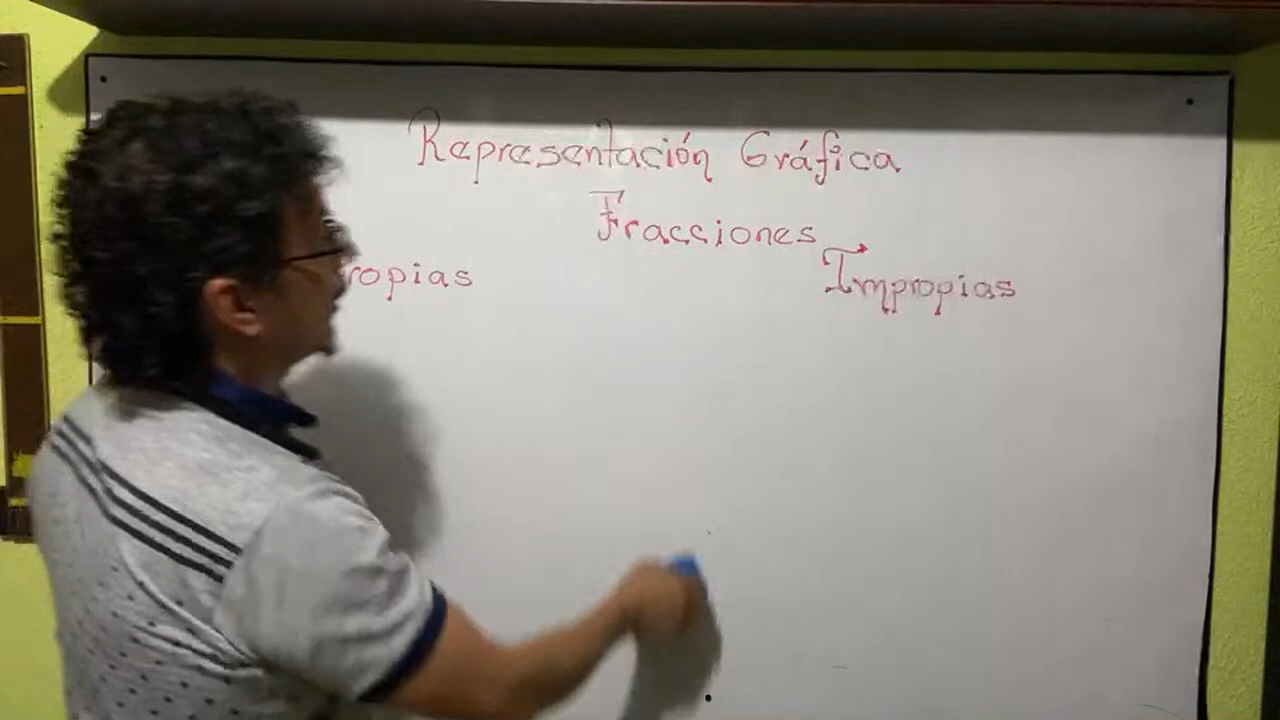 Representación Gráfica
Fracciones
ropias
Impropias